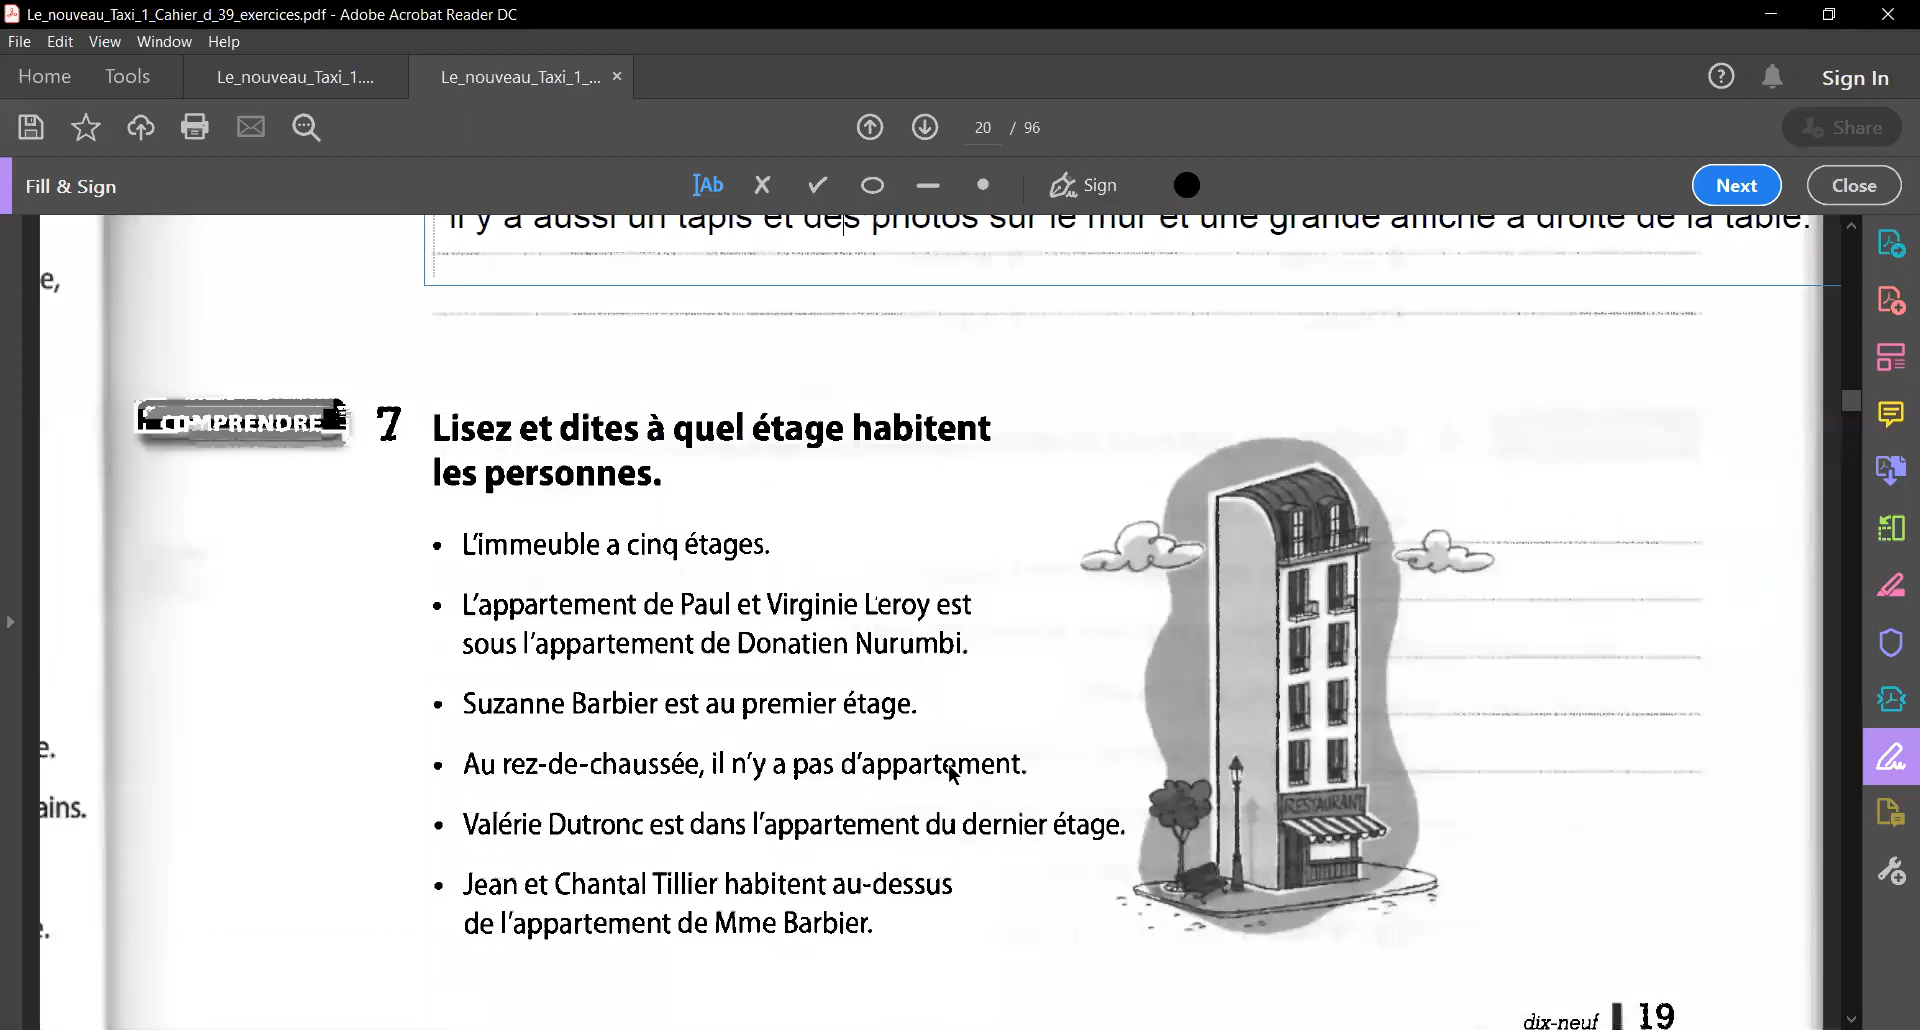 Le_nouveau_Taxi_1_Cahier_d_39_exercices.pdf - Adobe Acrobat Reader DC
File Edit View Window Help
Home Tools Le_nouveau_Taxi_1.... Le_nouveau_Taxi_1_... × Sign In
20 / 96 Share
Fill & Sign Ab Sign Next Close
Il y a aussi un tapis et des photos sur le mur et une grande affiche à droite de la table.
e,
COMPRENDRE 7 Lisez et dites à quel étage habitent
les personnes.
• L'immeuble a cinq étages.
• L'appartement de Paul et Virginie Leroy est
sous l'appartement de Donatien Nurumbi.
• Suzanne Barbier est au premier étage.
e.
• Au rez-de-chaussée, il n'y a pas d'appartement.
RESTAURANT
ains.
• Valérie Dutronc est dans l'appartement du dernier étage.
• Jean et Chantal Tillier habitent au-dessus
de l'appartement de Mme Barbier.
dix-neuf 19